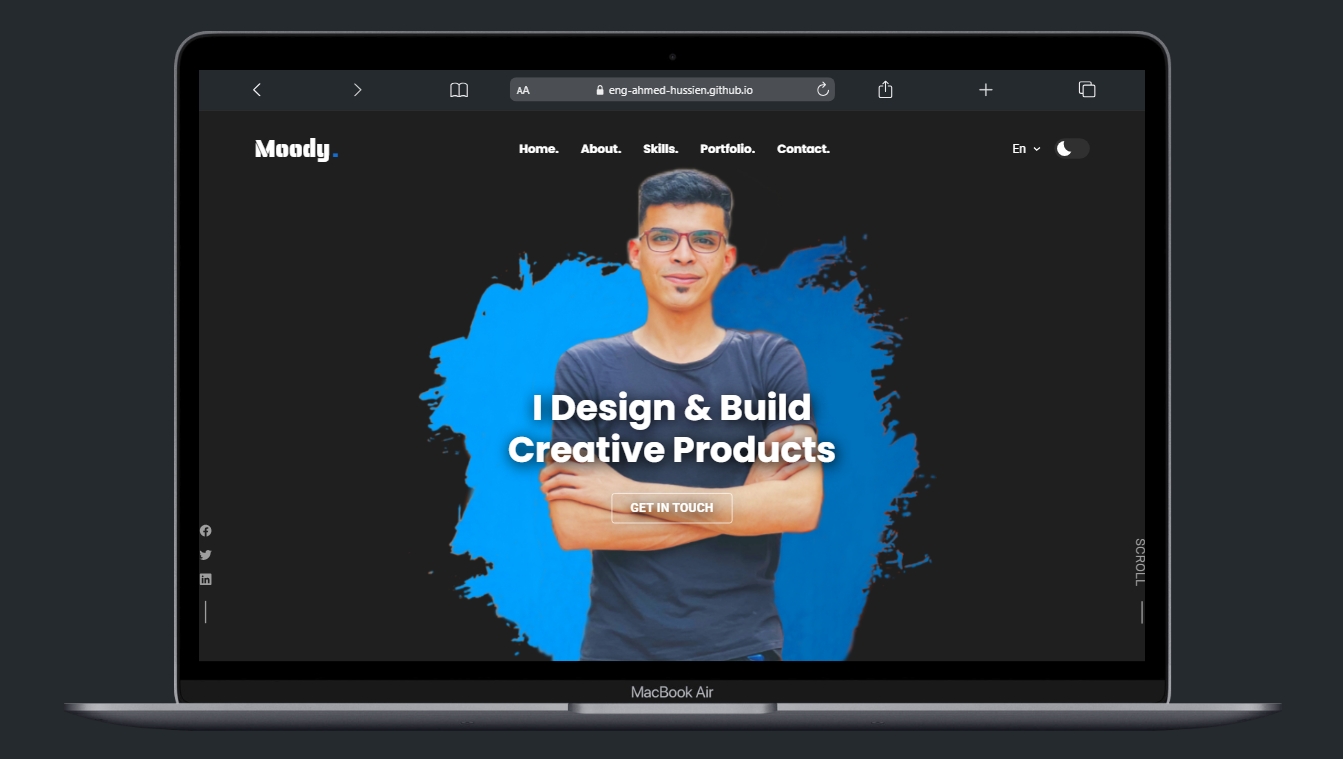 AA eng-ahmed-hussien.github.io
Moody. Home. About. Skills. Portfolio. Contact. En
I Design & Build
Creative Products
GET IN TOUCH
SCROLL
MacBook Air